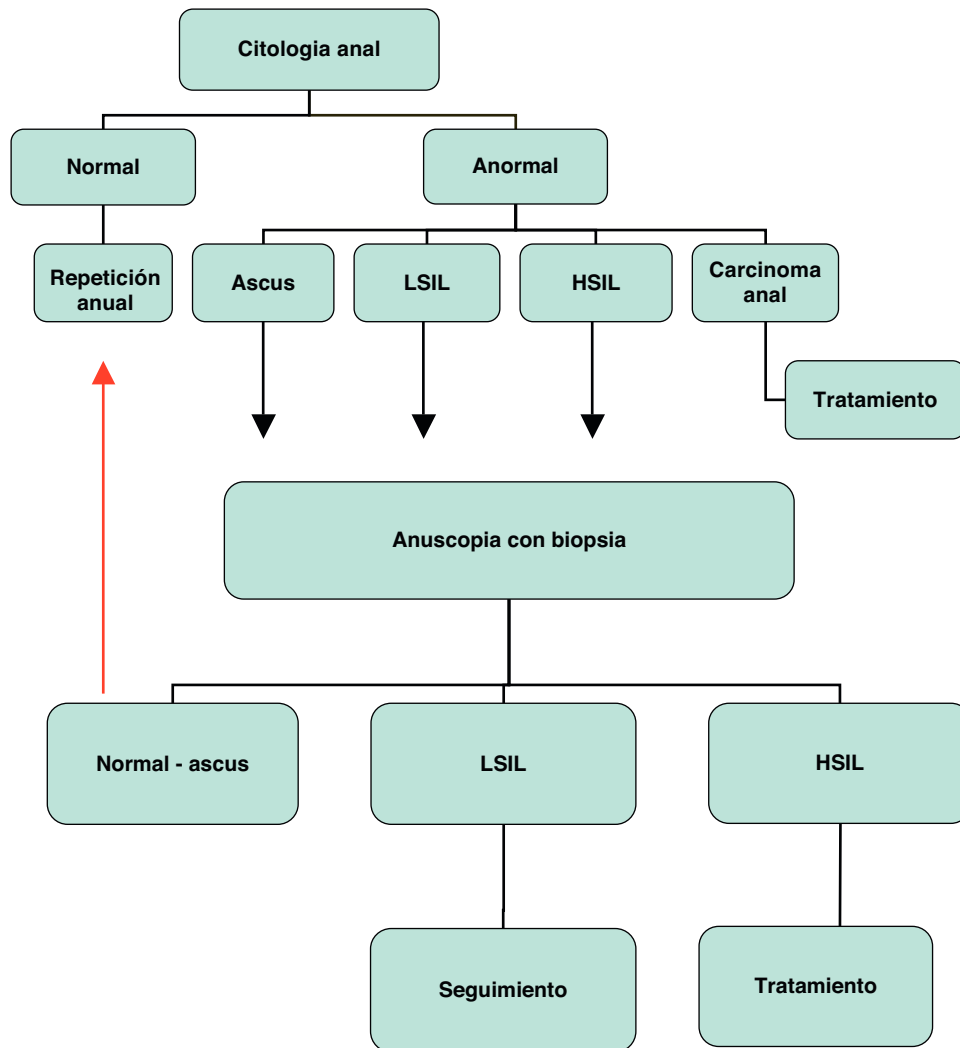 Citologia anal
Normal
Anormal
Repetición
anual
Ascus
LSIL
HSIL
Carcinoma
anal
Tratamiento
Anuscopia con biopsia
Normal - ascus
LSIL
HSIL
Seguimiento
Tratamiento